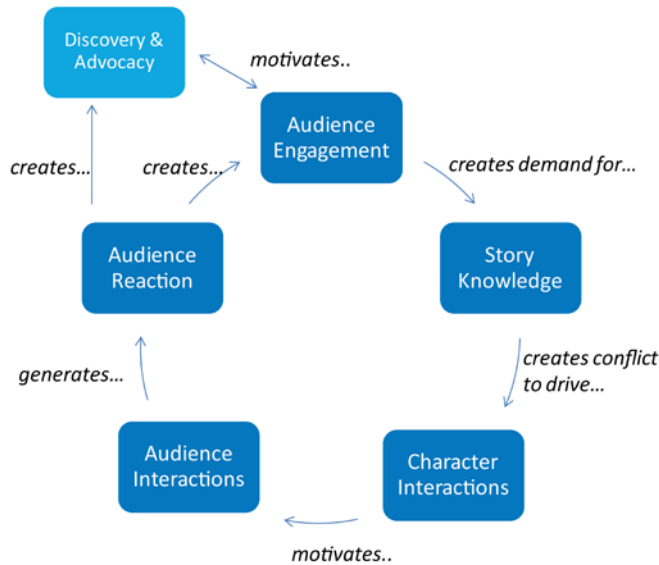 Discovery &
Advocacy
motivates..
Audience
Engagement
creates...
creates...
creates demand for...
Audience
Reaction
Story
Knowledge
generates...
creates conflict
to drive...
Audience
Interactions
Character
Interactions
motivates..